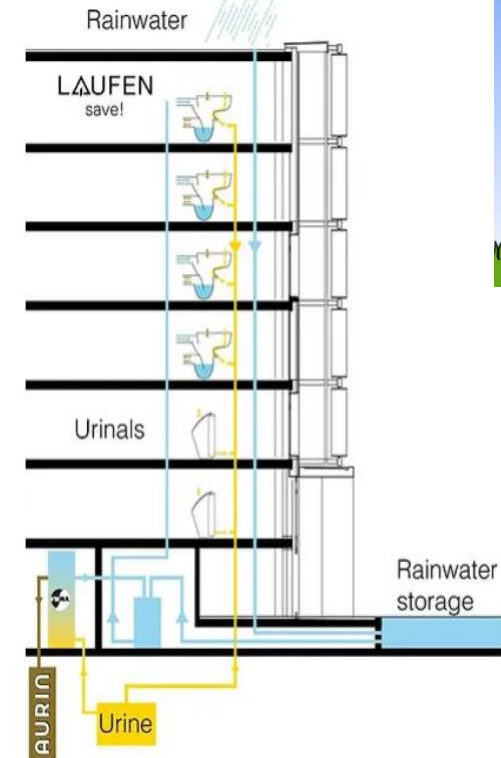 Rainwater
LAUFEN
save!
Urinals
Rainwater
storage
Urine
AURIN